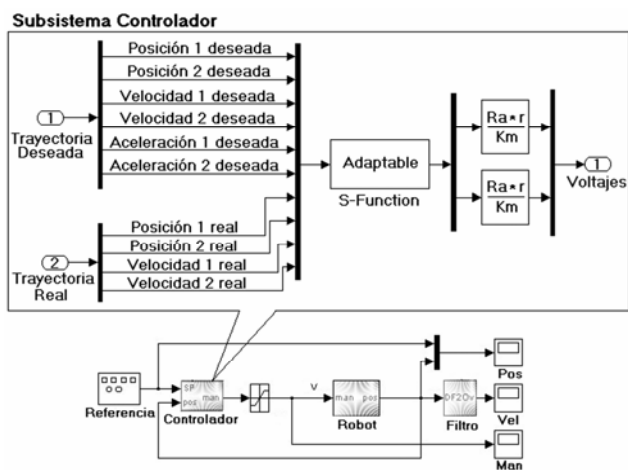 Subsistema Controlador
Posición 1 deseada
Posición 2 deseada
Velocidad 1 deseada
Velocidad 2 deseada
Aceleración 1 deseada
Aceleración 2 deseada
1
Trayectoria
Deseada
Posición 1 real
Posición 2 real
Velocidad 1 real
Velocidad 2 real
2
Trayectoria
Real
Adaptable
S-Function
Ra*r
Km
Ra*r
Km
1
Voltajes
Referencia
SP
pos
man
Controlador
V
man pos
Robot
DF2Ov
Filtro
Pos
Vel
Man